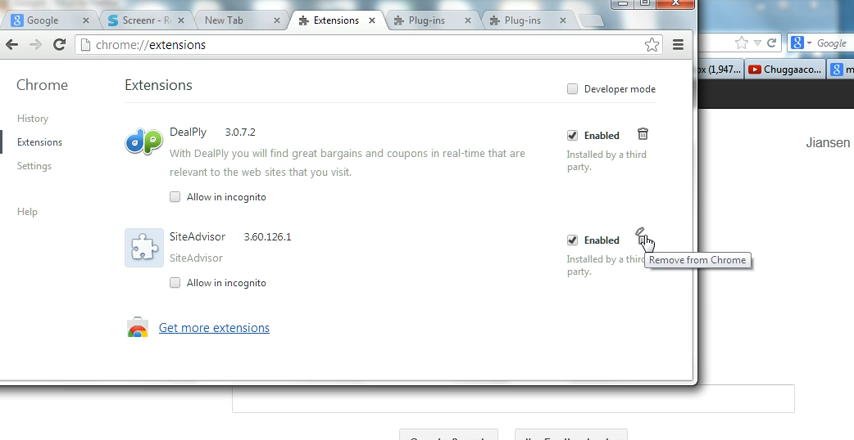 Google
Screenr - R
New Tab
Extensions
Plug-ins
Plug-ins
chrome://extensions
Google
(1,947...
Chuggaaco...
Chrome
Extensions
Developer mode
History
Extensions
Settings
Help
Jiansen
DealPly 3.0.7.2
Enabled
With DealPly you will find great bargains and coupons in real-time that are
relevant to the web sites that you visit.
Installed by a third
party.
Allow in incognito
SiteAdvisor 3.60.126.1
Enabled
SiteAdvisor
Installed by a third
party.
Remove from Chrome
Allow in incognito
Get more extensions